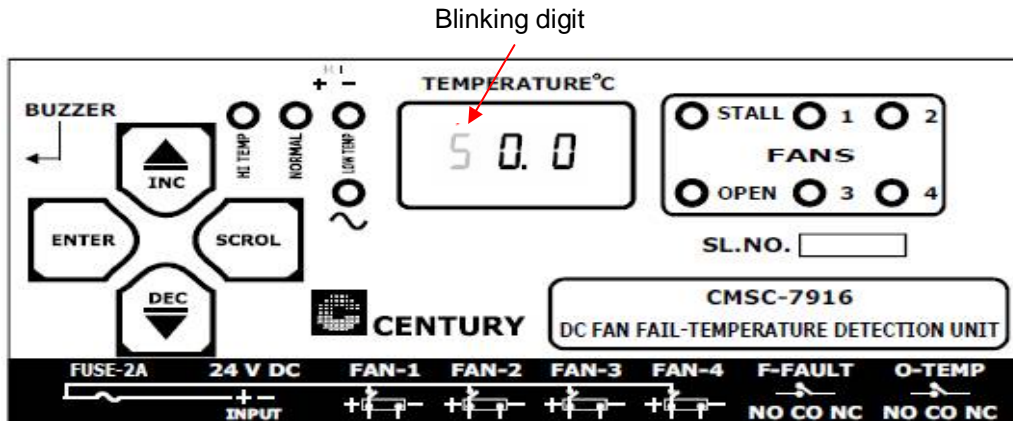 Blinking digit
+ -
TEMPERATURE°C
BUZZER
HI TEMP
NORMAL
LOW TEMP
50.0
STALL 1 2
FANS
OPEN 3 4
INC
ENTER
SCROL
DEC
SL.NO.
CENTURY
CMSC-7916
DC FAN FAIL-TEMPERATURE DETECTION UNIT
FUSE-2A 24 V DC FAN-1 FAN-2 FAN-3 FAN-4 F-FAULT O-TEMP
+ - + - + - + - + -
INPUT NO CO NC NO CO NC